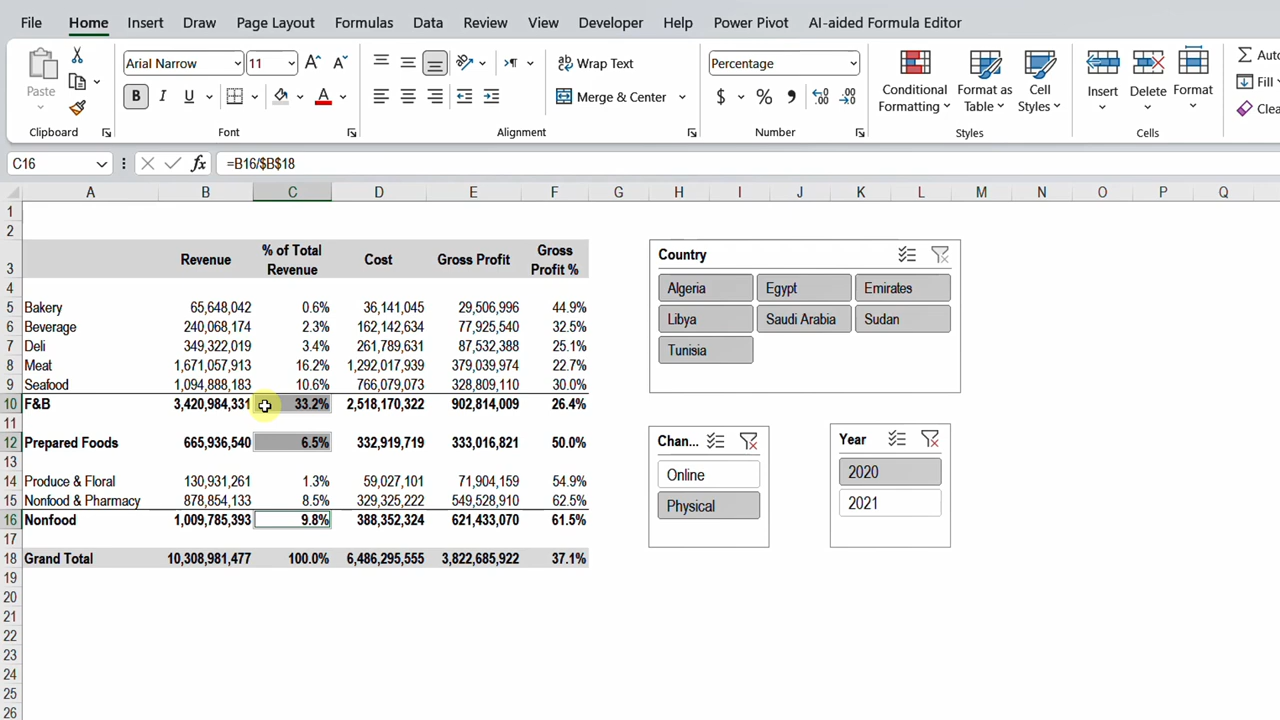 File Home Insert Draw Page Layout Formulas Data Review View Developer Help Power Pivot AI-aided Formula Editor
Paste
Arial Narrow 11 A^ A˅
B I U A
Wrap Text
Merge & Center
Percentage
$ % , .00 .00
Conditional Formatting
Format as Table
Cell Styles
Insert Delete Format
Σ
Fill
Clipboard Font Alignment Number Styles Cells
C16 fx =B16/$B$18
A B C D E F G H I J K L M N O P Q
1
2
3 Revenue % of Total Revenue Cost Gross Profit Gross Profit %
4
5 Bakery 65,648,042 0.6% 36,141,045 29,506,996 44.9%
6 Beverage 240,068,174 2.3% 162,142,634 77,925,540 32.5%
7 Deli 349,322,019 3.4% 261,789,631 87,532,388 25.1%
8 Meat 1,671,057,913 16.2% 1,292,017,939 379,039,974 22.7%
9 Seafood 1,094,888,183 10.6% 766,079,073 328,809,110 30.0%
10 F&B 3,420,984,331 33.2% 2,518,170,322 902,814,009 26.4%
11
12 Prepared Foods 665,936,540 6.5% 332,919,719 333,016,821 50.0%
13
14 Produce & Floral 130,931,261 1.3% 59,027,101 71,904,159 54.9%
15 Nonfood & Pharmacy 878,854,133 8.5% 329,325,222 549,528,910 62.5%
16 Nonfood 1,009,785,393 9.8% 388,352,324 621,433,070 61.5%
17
18 Grand Total 10,308,981,477 100.0% 6,486,295,555 3,822,685,922 37.1%
19
20
21
22
23
24
25
26
Country
Algeria Egypt Emirates
Libya Saudi Arabia Sudan
Tunisia
Chan...
Online
Physical
Year
2020
2021